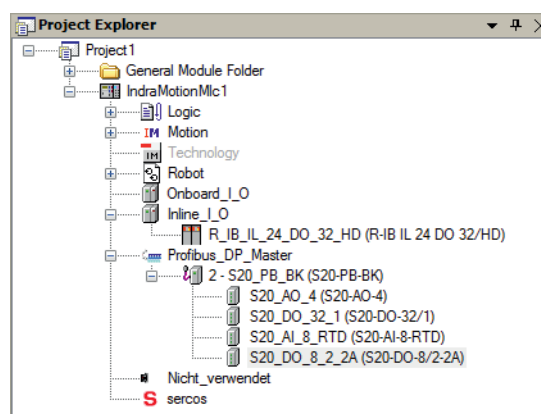 Project Explorer
Project1
General Module Folder
IndraMotionMlc1
Logic
IM Motion
IM Technology
Robot
Onboard_I_O
Inline_I_O
R_IB_IL_24_DO_32_HD (R-IB IL 24 DO 32/HD)
Profibus_DP_Master
2 - S20_PB_BK (S20-PB-BK)
S20_AO_4 (S20-AO-4)
S20_DO_32_1 (S20-DO-32/1)
S20_AI_8_RTD (S20-AI-8-RTD)
S20_DO_8_2_2A (S20-DO-8/2-2A)
Nicht_verwendet
S sercos